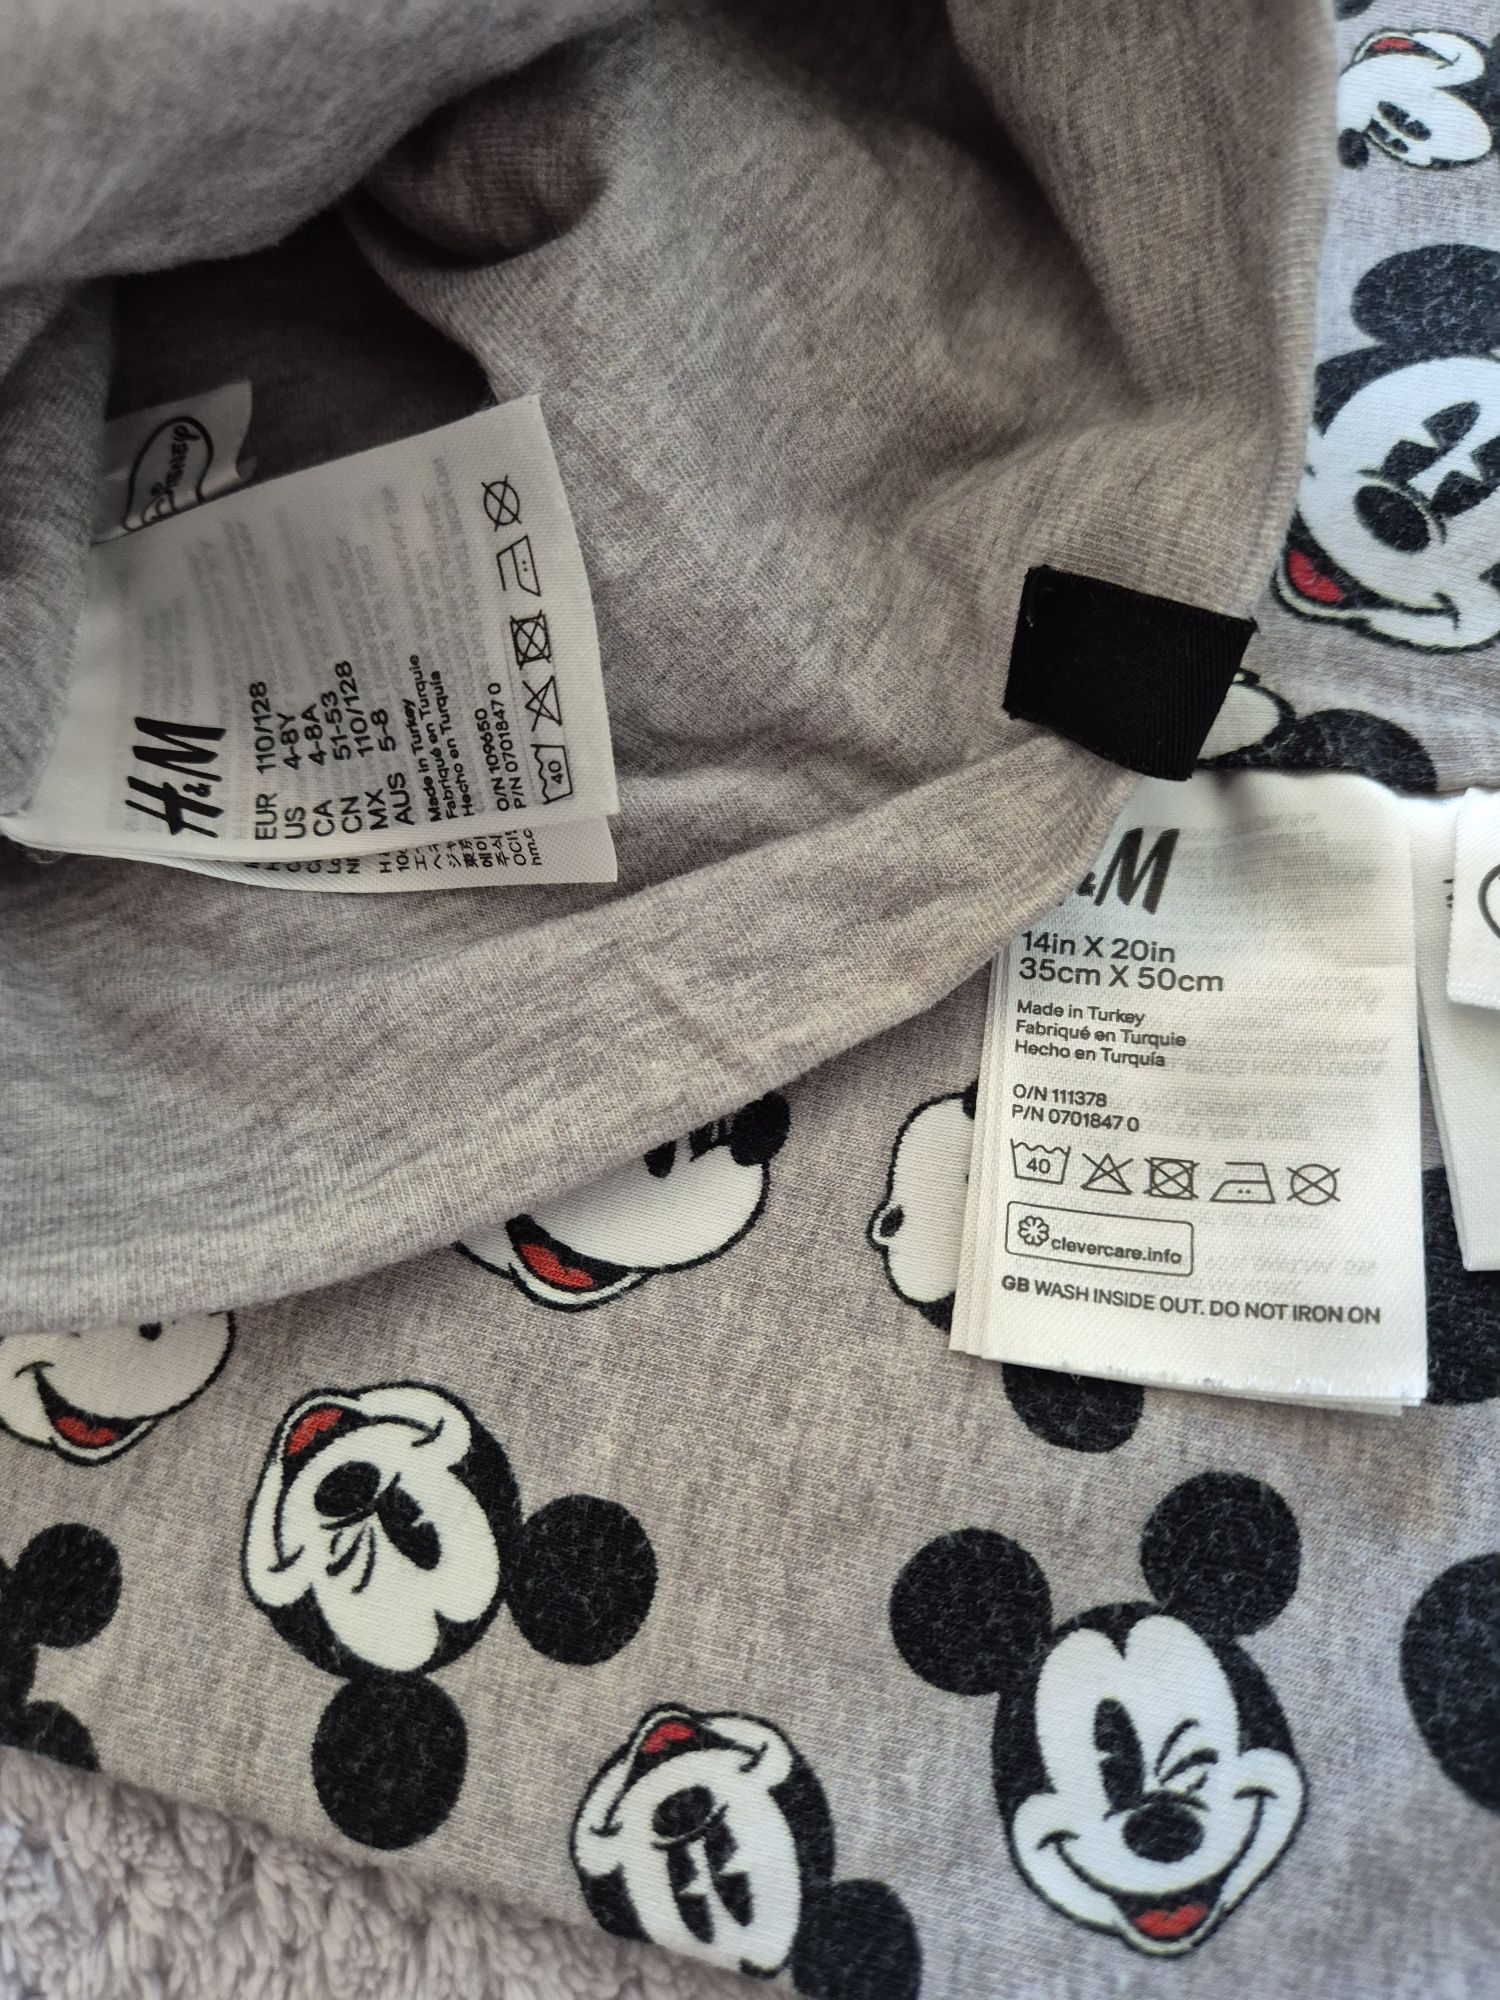 Disney
H&M
EUR 110/128
US 4-8Y
CA 4-8A
CN 51-53
MX 110/128
AUS 5-8
Made in Turkey
Fabriqué en Turquie
Hecho en Turquía
O/N 109650
P/N 0701847 0
40
&M
14in X 20in
35cm X 50cm
Made in Turkey
Fabriqué en Turquie
Hecho en Turquía
O/N 111378
P/N 0701847 0
40
clevercare.info
GB WASH INSIDE OUT. DO NOT IRON ON